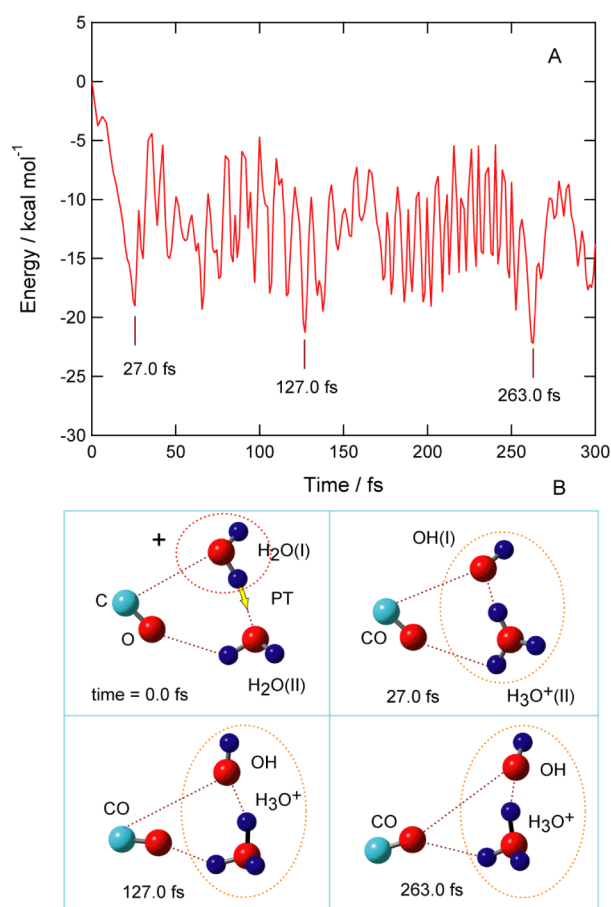 A
Energy / kcal mol⁻¹
0
-5
-10
-15
-20
-25
-30
27.0 fs
127.0 fs
263.0 fs
0
50
100
150
200
250
300
Time / fs
B
+
H₂O(I)
C
PT
O
H₂O(II)
time = 0.0 fs
OH(I)
CO
27.0 fs
H₃O⁺(II)
OH
CO
H₃O⁺
127.0 fs
OH
CO
H₃O⁺
263.0 fs